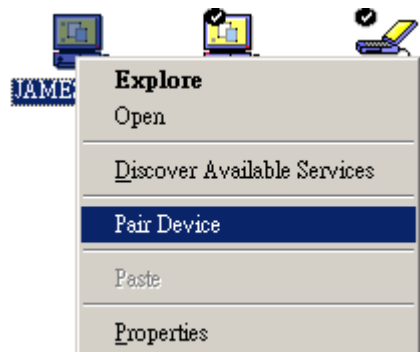 JAME
Explore
Open
Discover Available Services
Pair Device
Paste
Properties